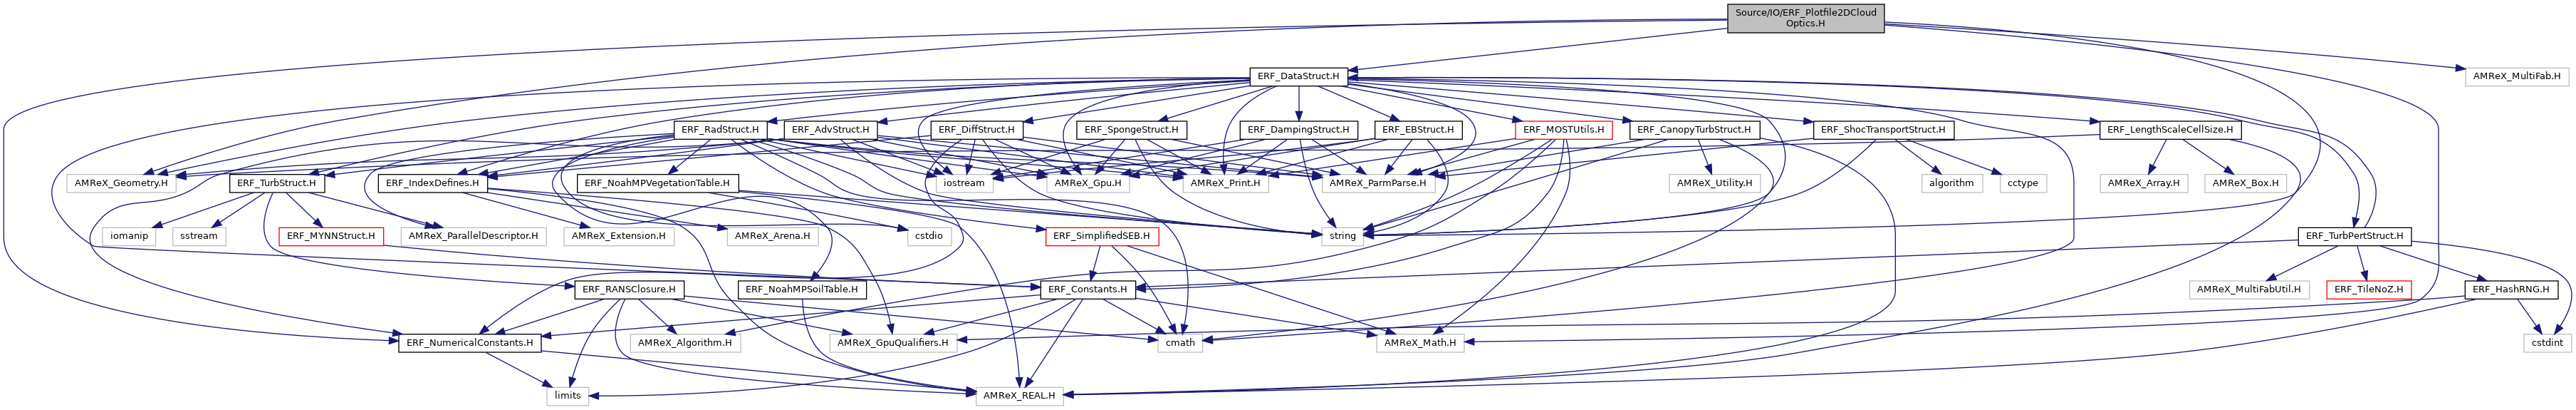 Source/IO/ERF_Plotfile2DCloud
Optics.H
ERF_DataStruct.H
AMReX_MultiFab.H
ERF_RadStruct.H
ERF_AdvStruct.H
ERF_DiffStruct.H
ERF_SpongeStruct.H
ERF_DampingStruct.H
ERF_EBStruct.H
ERF_MOSTUtils.H
ERF_CanopyTurbStruct.H
ERF_ShocTransportStruct.H
ERF_LengthScaleCellSize.H
AMReX_Geometry.H
ERF_TurbStruct.H
ERF_IndexDefines.H
ERF_NoahMPVegetationTable.H
iostream
AMReX_Gpu.H
AMReX_Print.H
AMReX_ParmParse.H
AMReX_Utility.H
algorithm
cctype
AMReX_Array.H
AMReX_Box.H
iomanip
sstream
ERF_MYNNStruct.H
AMReX_ParallelDescriptor.H
AMReX_Extension.H
AMReX_Arena.H
cstdio
ERF_SimplifiedSEB.H
string
ERF_TurbPertStruct.H
ERF_RANSClosure.H
ERF_NoahMPSoilTable.H
ERF_Constants.H
AMReX_MultiFabUtil.H
ERF_TileNoZ.H
ERF_HashRNG.H
ERF_NumericalConstants.H
AMReX_Algorithm.H
AMReX_GpuQualifiers.H
cmath
AMReX_Math.H
cstdint
limits
AMReX_REAL.H